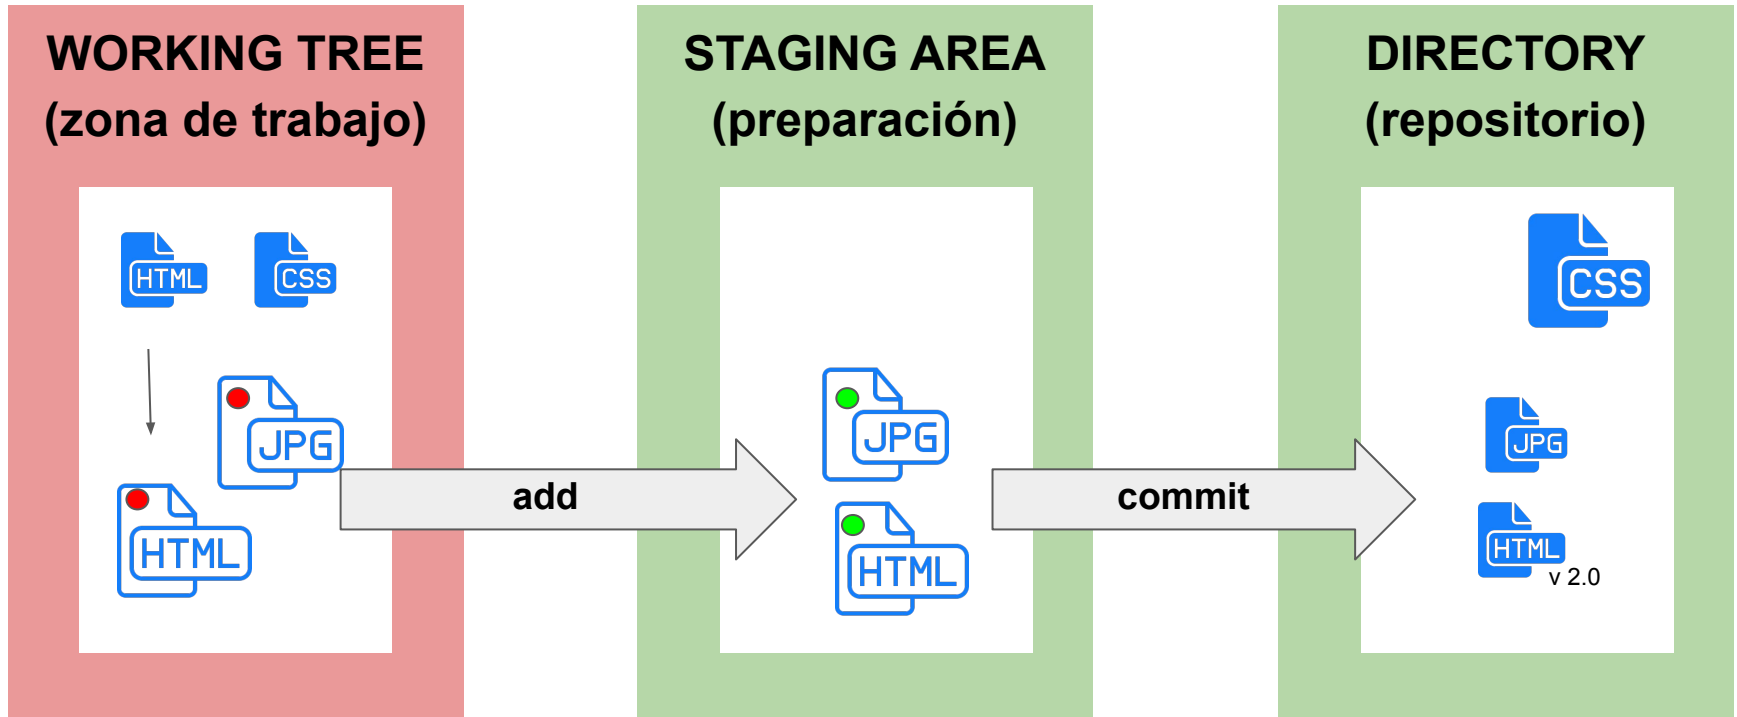 WORKING TREE
(zona de trabajo)
HTML
CSS
JPG
HTML
add
STAGING AREA
(preparación)
JPG
HTML
commit
DIRECTORY
(repositorio)
CSS
JPG
HTML
v 2.0